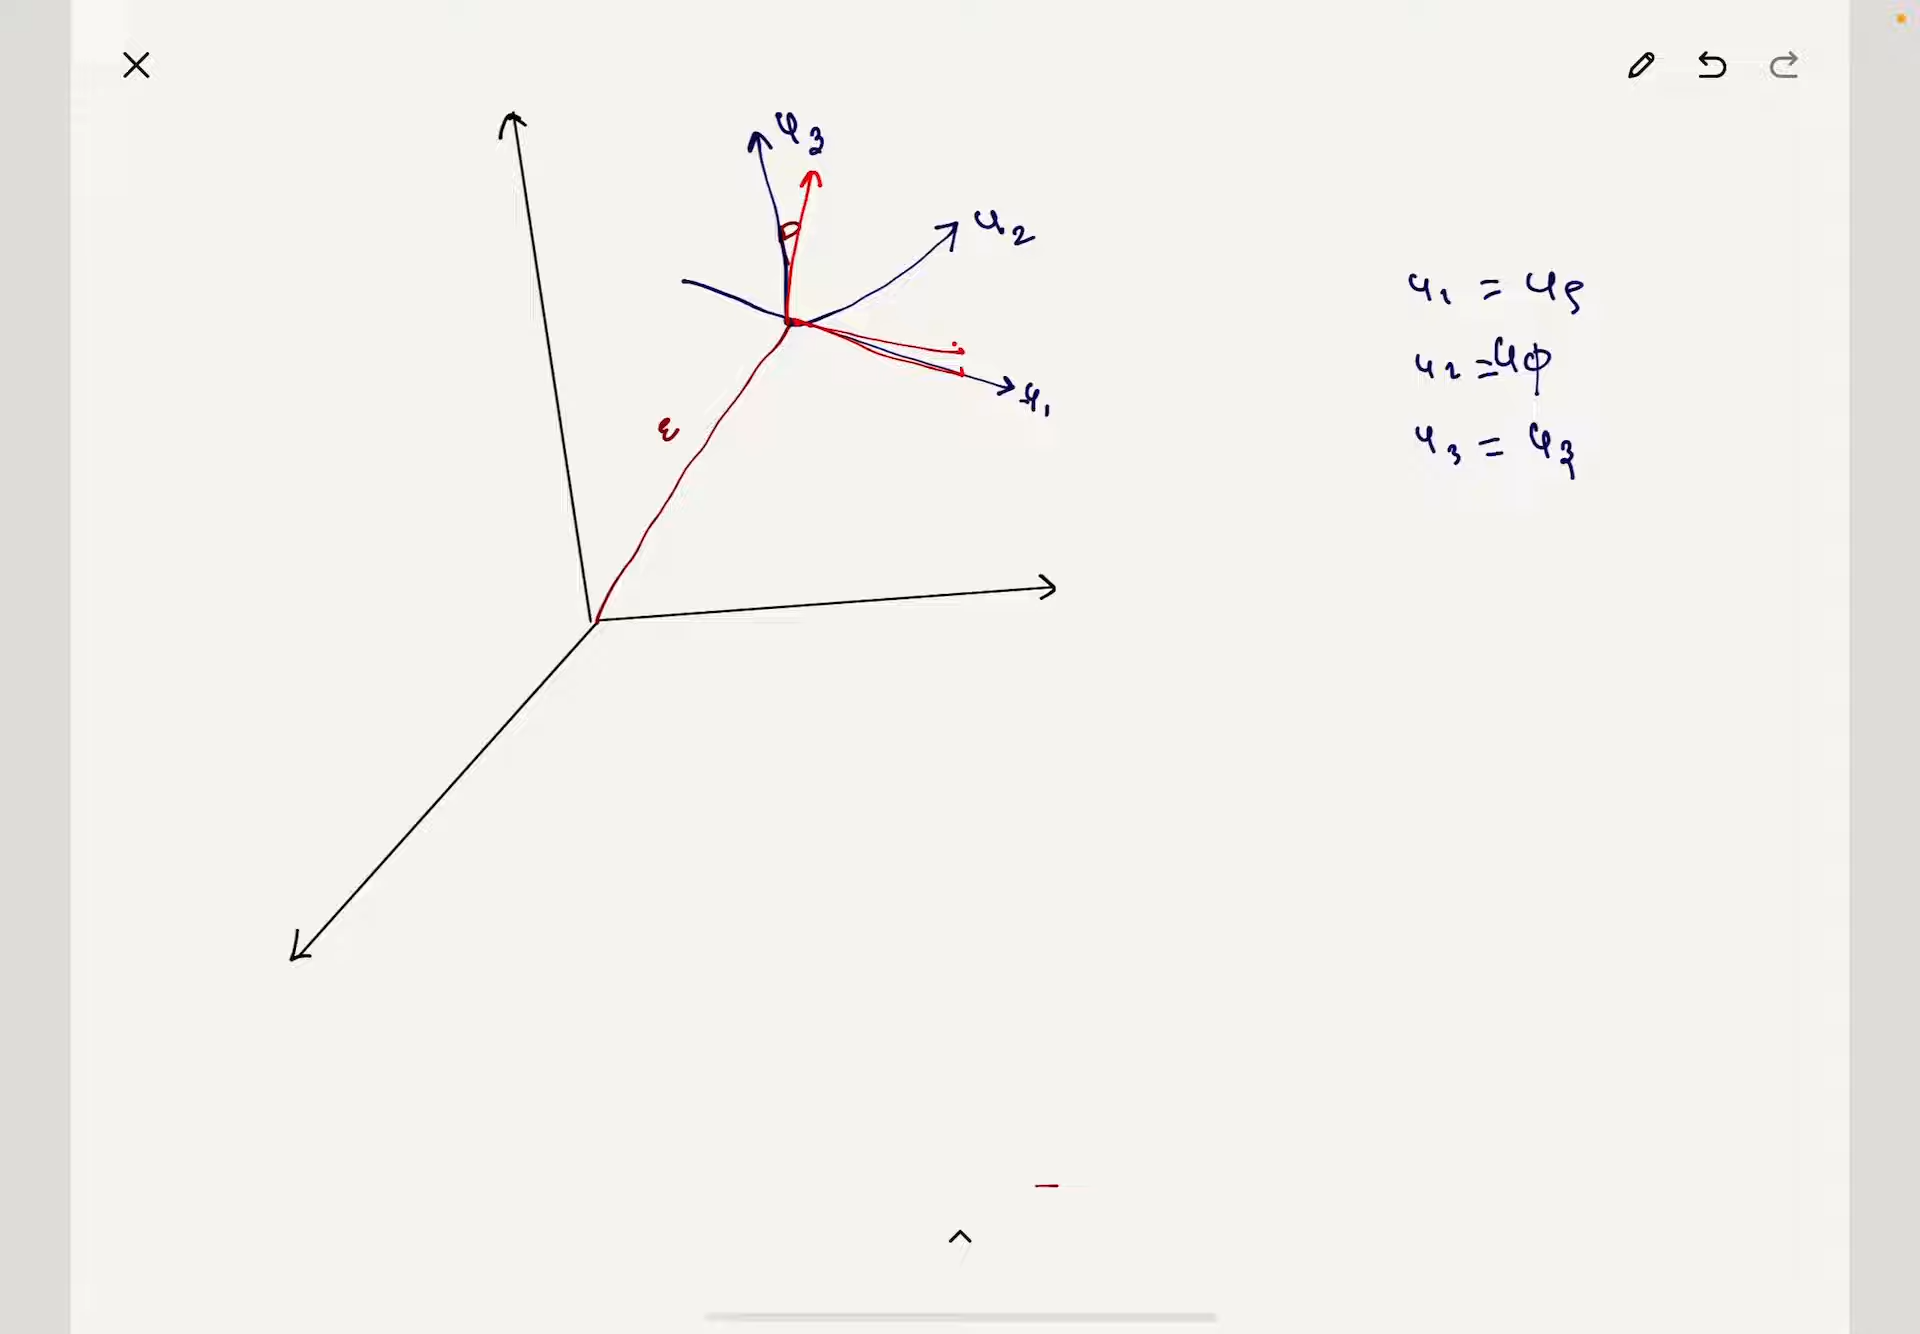 u₃
u₂
u₁
u₁ = uρ
u₂ = uϕ
u₃ = u𝓏